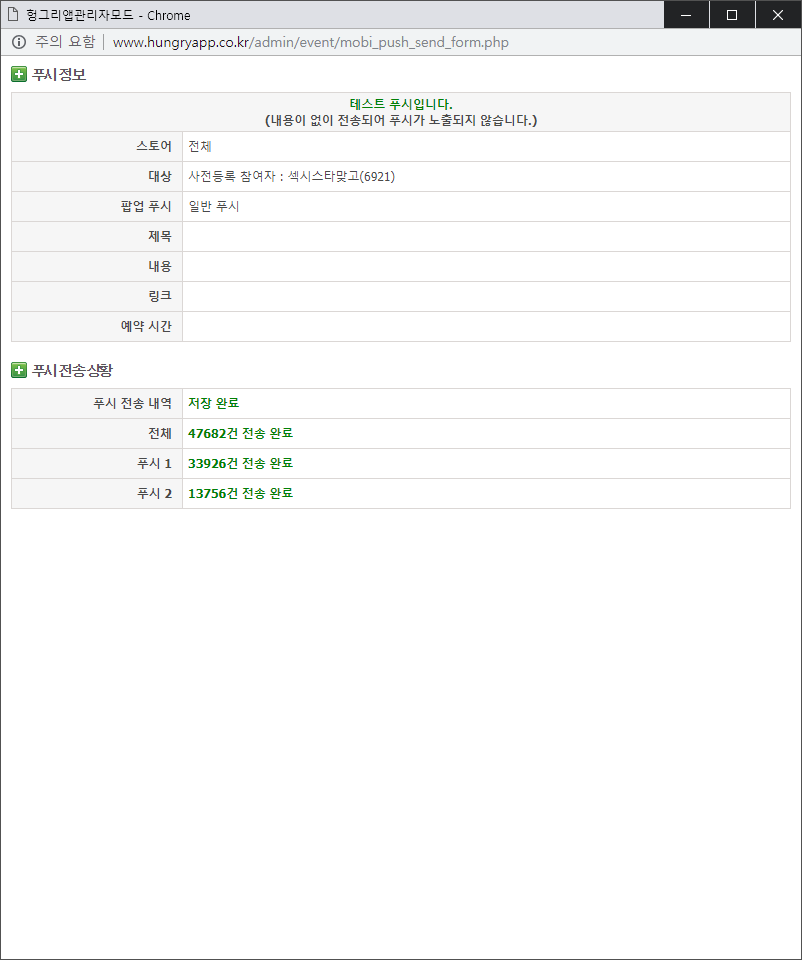 헝그리앱관리자모드 - Chrome
주의 요함 | www.hungryapp.co.kr/admin/event/mobi_push_send_form.php
푸시정보
테스트 푸시입니다.
(내용이 없이 전송되어 푸시가 노출되지 않습니다.)
스토어 전체
대상 사전등록 참여자 : 섹시스타맞고(6921)
팝업 푸시 일반 푸시
제목
내용
링크
예약 시간
푸시전송상황
푸시 전송 내역 저장 완료
전체 47682건 전송 완료
푸시 1 33926건 전송 완료
푸시 2 13756건 전송 완료